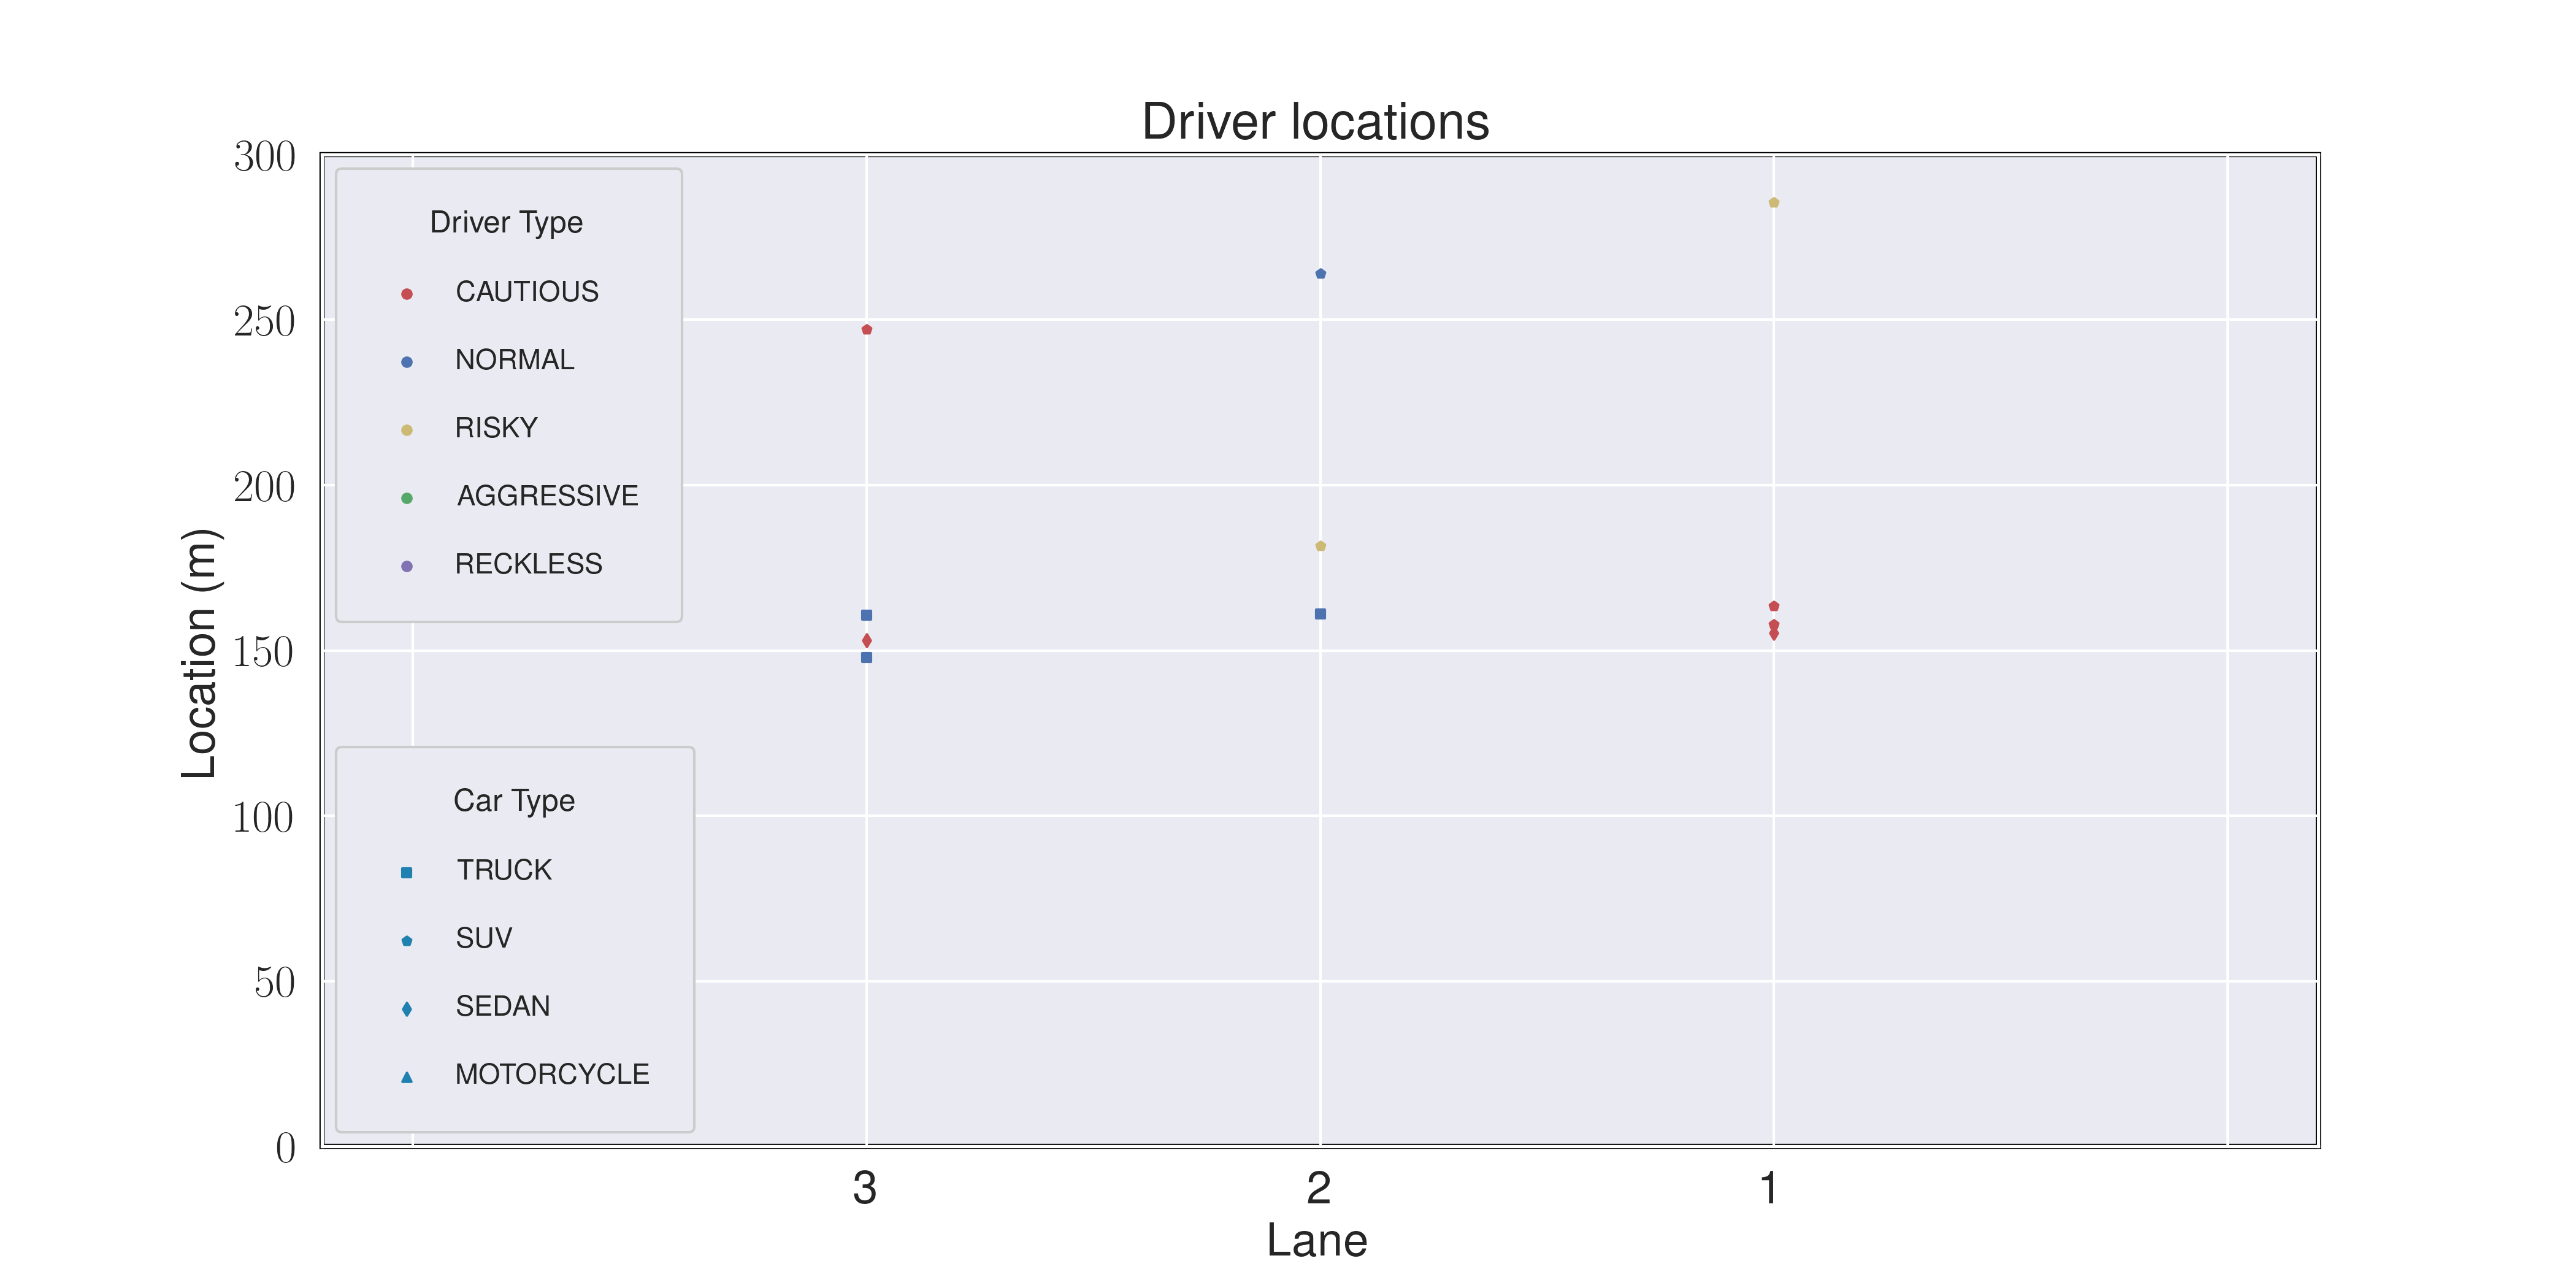 Driver locations
300
250
200
150
100
50
0
Location (m)
Driver Type
CAUTIOUS
NORMAL
RISKY
AGGRESSIVE
RECKLESS
Car Type
TRUCK
SUV
SEDAN
MOTORCYCLE
3 2 1
Lane